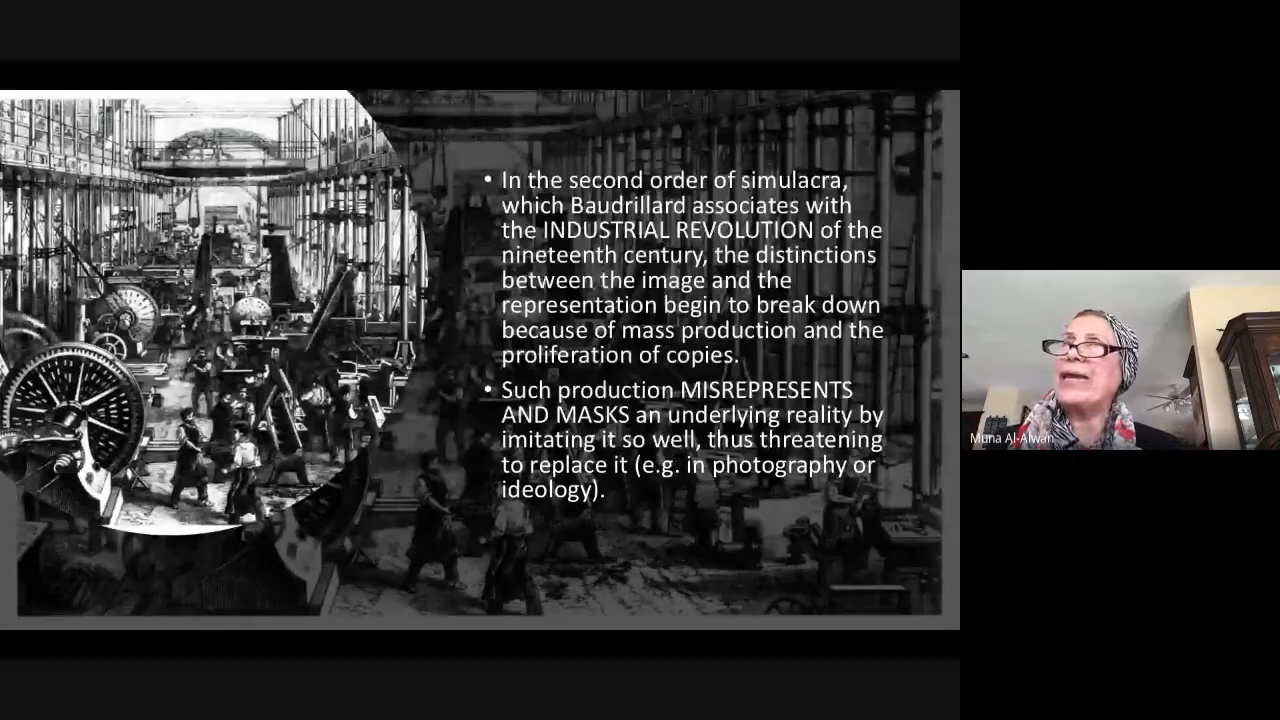 • In the second order of simulacra,
which Baudrillard associates with
the INDUSTRIAL REVOLUTION of the
nineteenth century, the distinctions
between the image and the
representation begin to break down
because of mass production and the
proliferation of copies.
• Such production MISREPRESENTS
AND MASKS an underlying reality by
imitating it so well, thus threatening
to replace it (e.g. in photography or
ideology).
Muna Al-Alwan